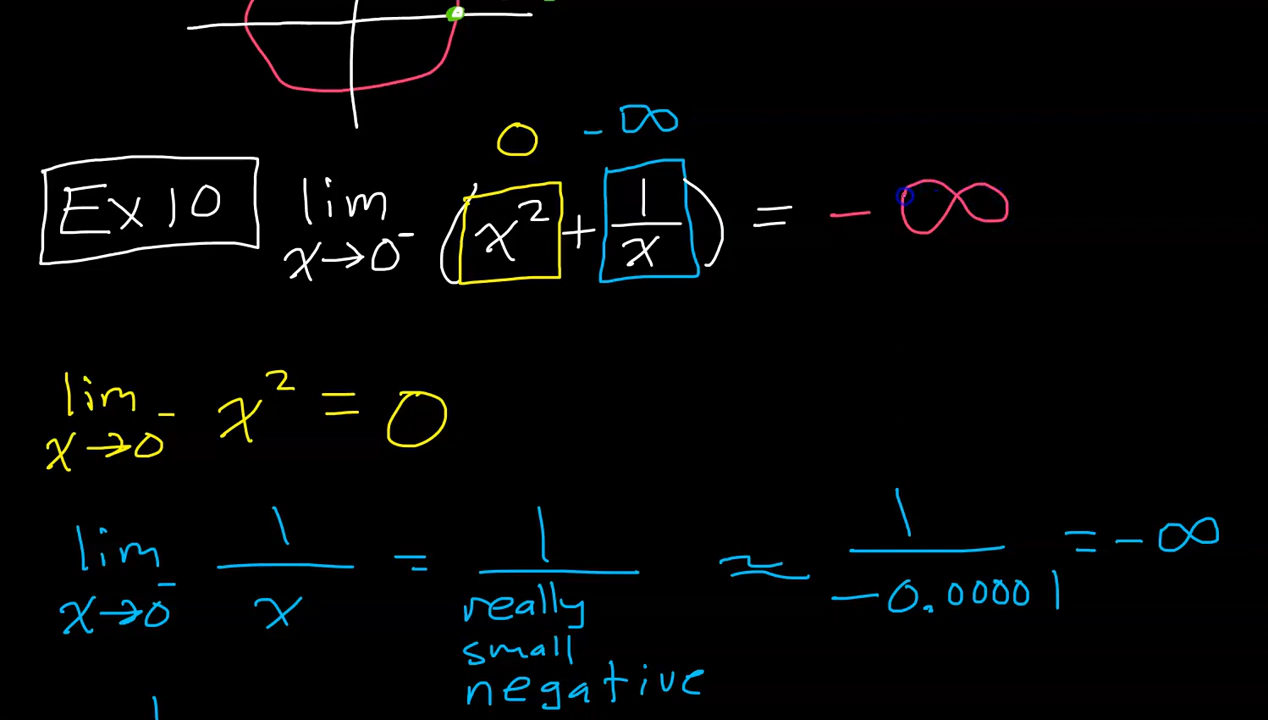 0 -∞
Ex 10 lim x→0⁻ (x² + 1/x) = -∞
lim x→0⁻ x² = 0
lim x→0⁻ 1/x = 1/really small negative ≈ 1/-0.00001 = -∞